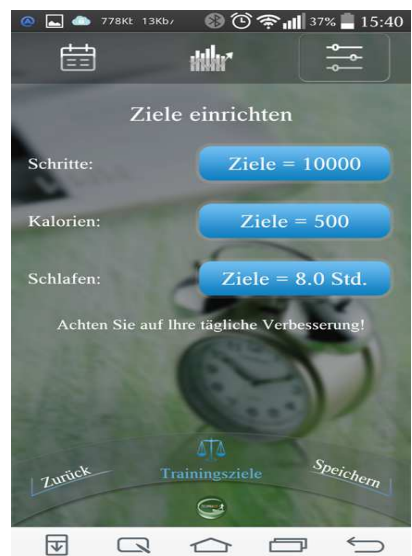 778KŁ 13Kb/ 37% 15:40
Ziele einrichten
Schritte: Ziele = 10000
Kalorien: Ziele = 500
Schlafen: Ziele = 8.0 Std.
Achten Sie auf Ihre tägliche Verbesserung!
Zurück Trainingsziele Speichern